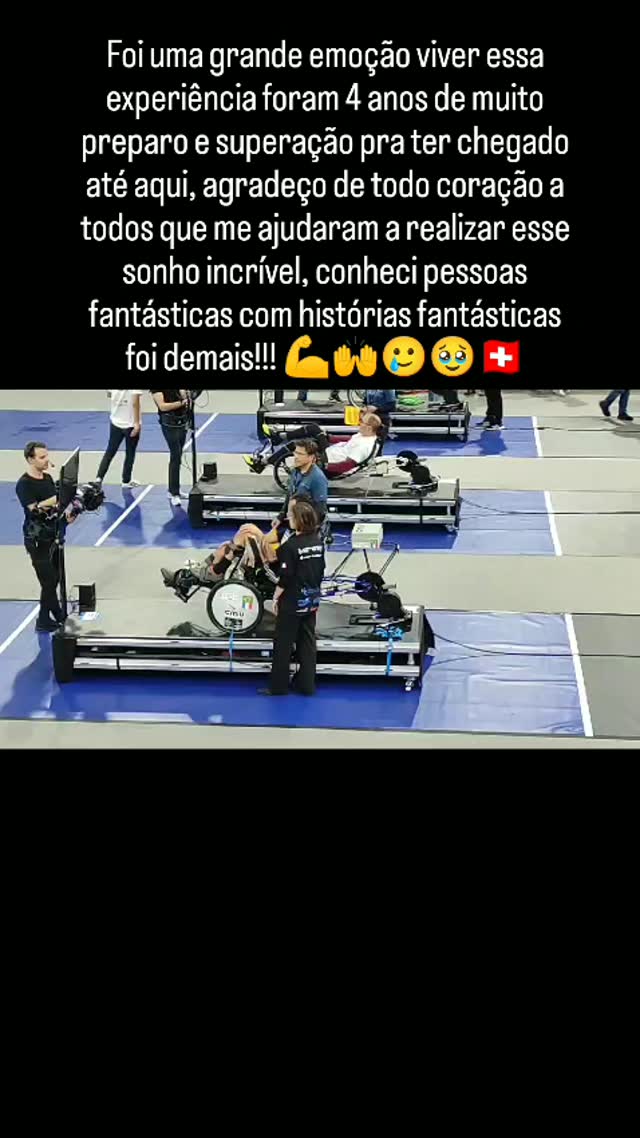 Foi uma grande emoção viver essa
experiência foram 4 anos de muito
preparo e superação pra ter chegado
até aqui, agradeço de todo coração a
todos que me ajudaram a realizar esse
sonho incrível, conheci pessoas
fantásticas com histórias fantásticas
foi demais!!! 💪🙌🥲🥹🇨🇭